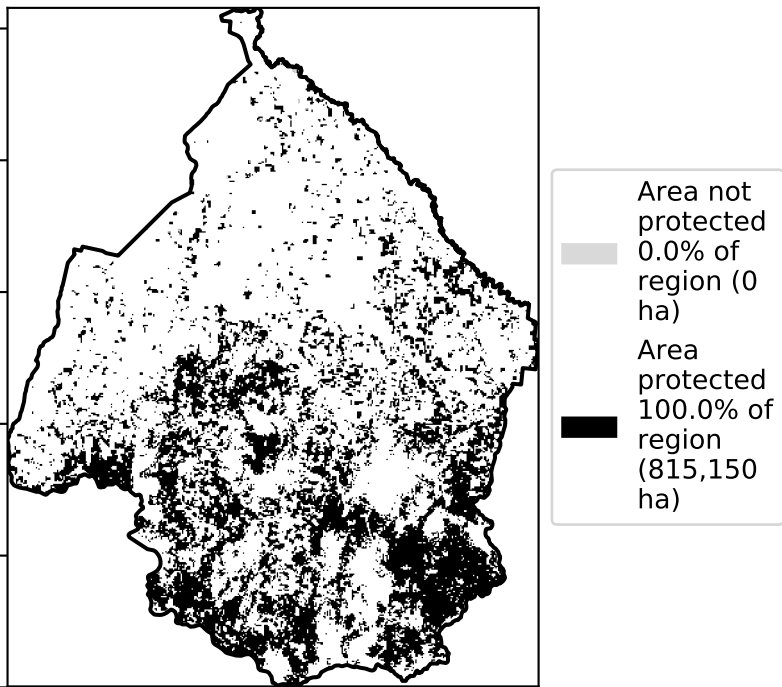 Area not
protected
0.0% of
region (0
ha)
Area
protected
100.0% of
region
(815,150
ha)